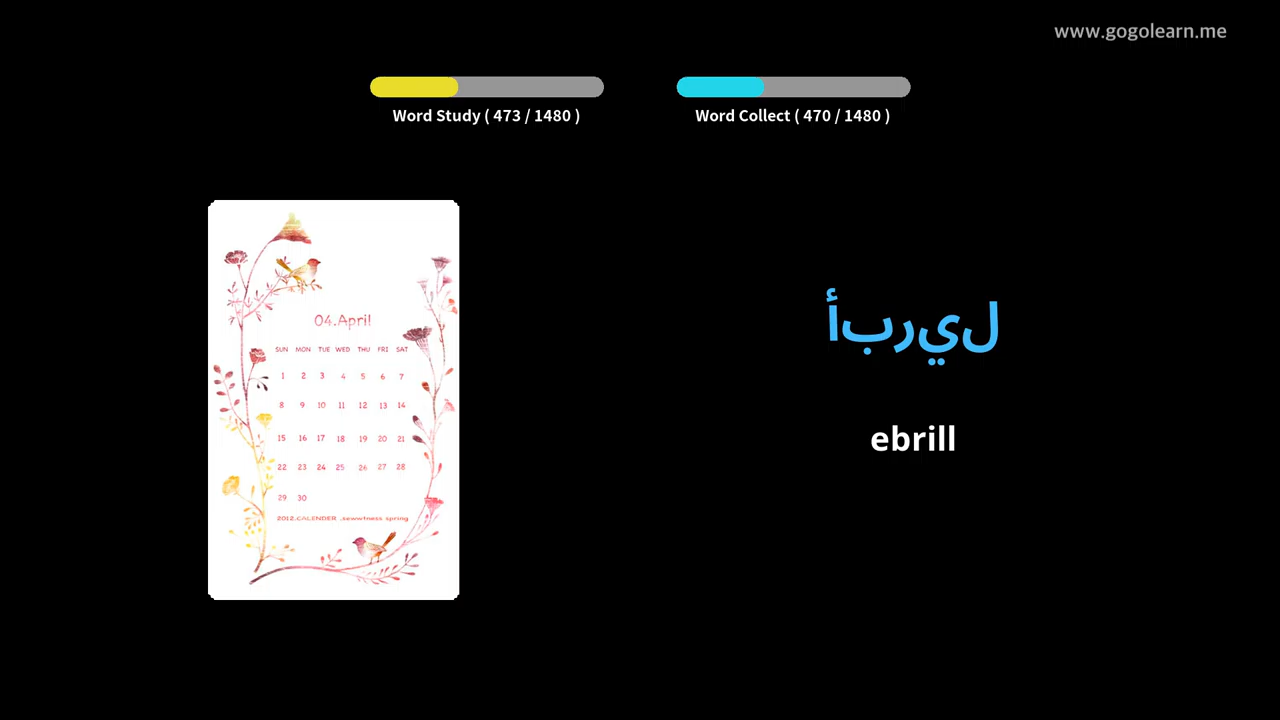 www.gogolearn.me
Word Study ( 473 / 1480 )
Word Collect ( 470 / 1480 )
04.April
SUN MON TUE WED THU FRI SAT
1 2 3 4 5 6 7
8 9 10 11 12 13 14
15 16 17 18 19 20 21
22 23 24 25 26 27 28
29 30
2012.CALENDER .sewwtness spring
أبريل
ebrill